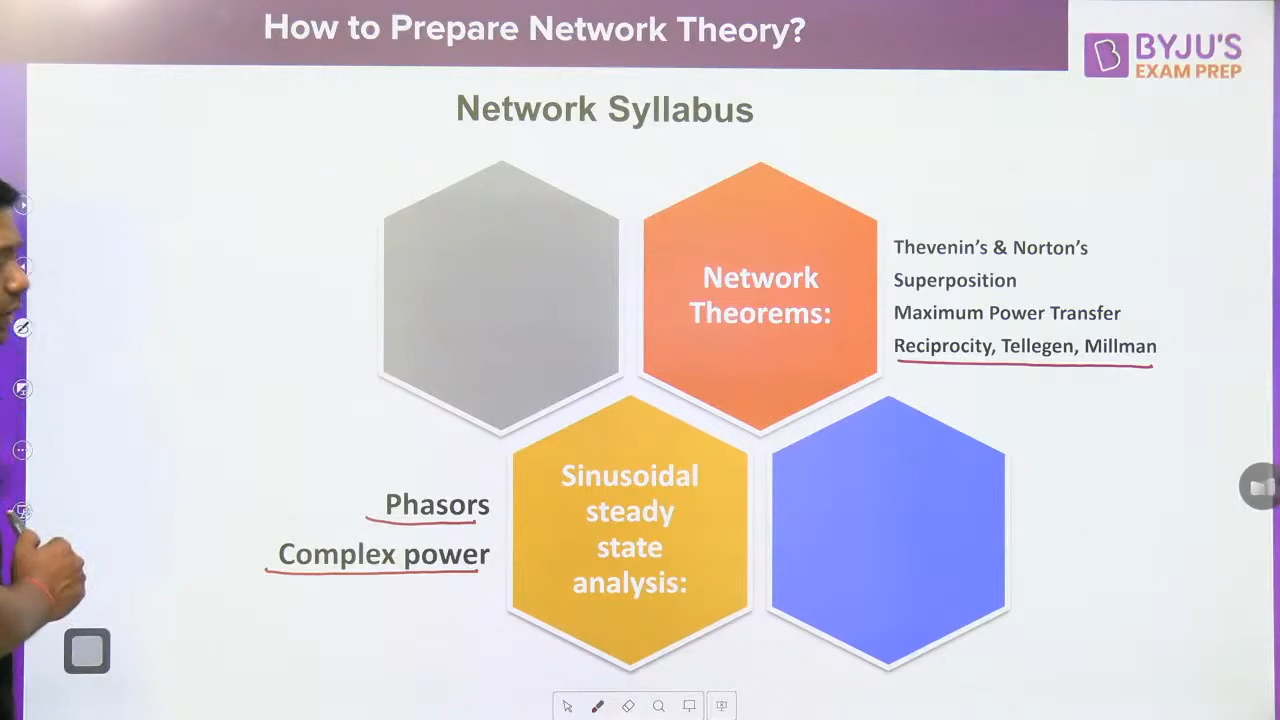 How to Prepare Network Theory?
BYJU'S
EXAM PREP
Network Syllabus
Network
Theorems:
Thevenin's & Norton's
Superposition
Maximum Power Transfer
Reciprocity, Tellegen, Millman
Phasors
Complex power
Sinusoidal
steady
state
analysis: